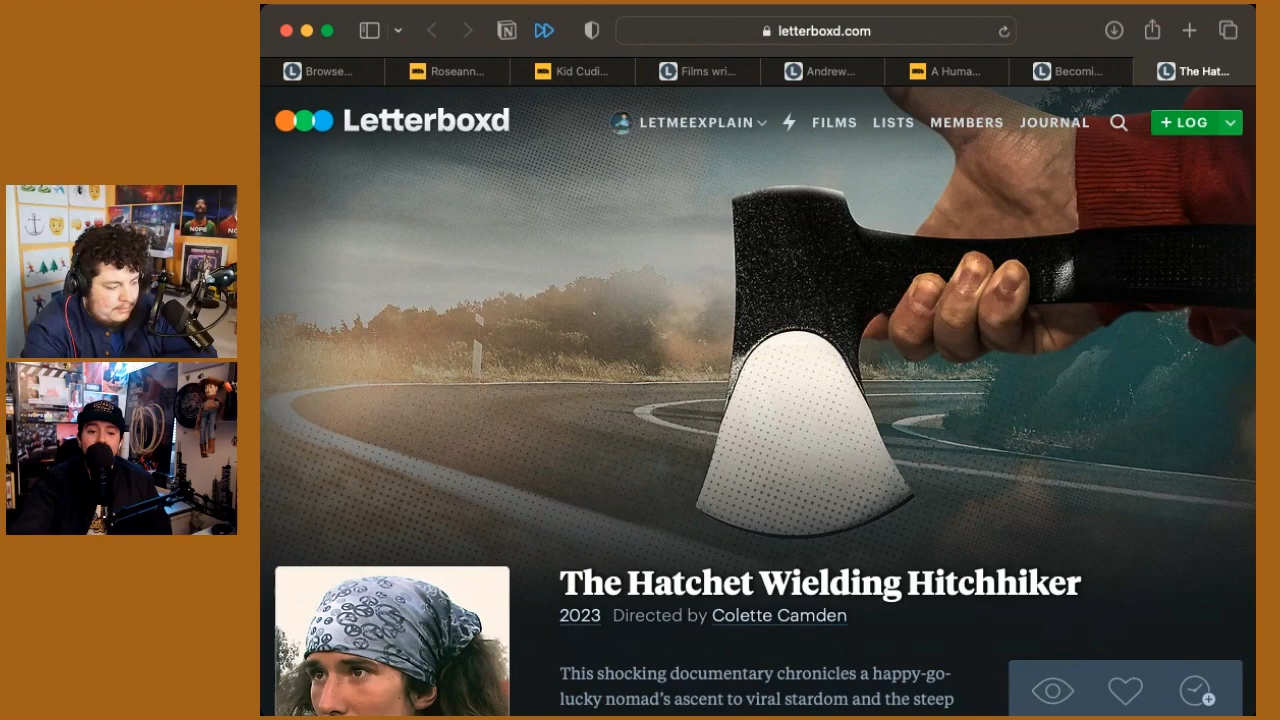 letterboxd.com
Browse...
Roseann...
Kid Cudi...
Films wri...
Andrew...
A Huma...
Becomi...
The Hat...
Letterboxd
LETMEEXPLAIN
FILMS
LISTS
MEMBERS
JOURNAL
+ LOG
NOPE
The Hatchet Wielding Hitchhiker
2023 Directed by Colette Camden
This shocking documentary chronicles a happy-go-
lucky nomad's ascent to viral stardom and the steep